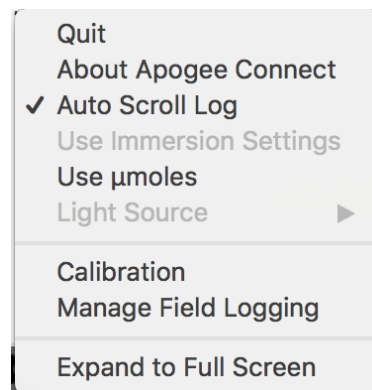 Quit
About Apogee Connect
✓ Auto Scroll Log
Use Immersion Settings
Use µmoles
Light Source ▶
Calibration
Manage Field Logging
Expand to Full Screen